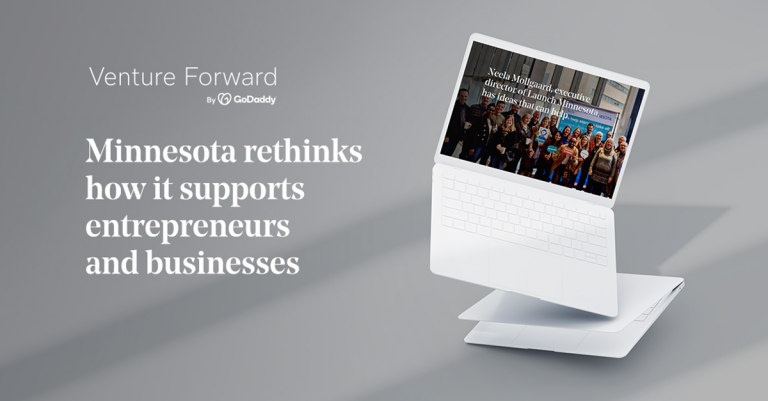 Venture Forward
By GoDaddy
Minnesota rethinks
how it supports
entrepreneurs
and businesses
Neela Mollgaard, executive
director of Launch Minnesota,
has ideas that can help.